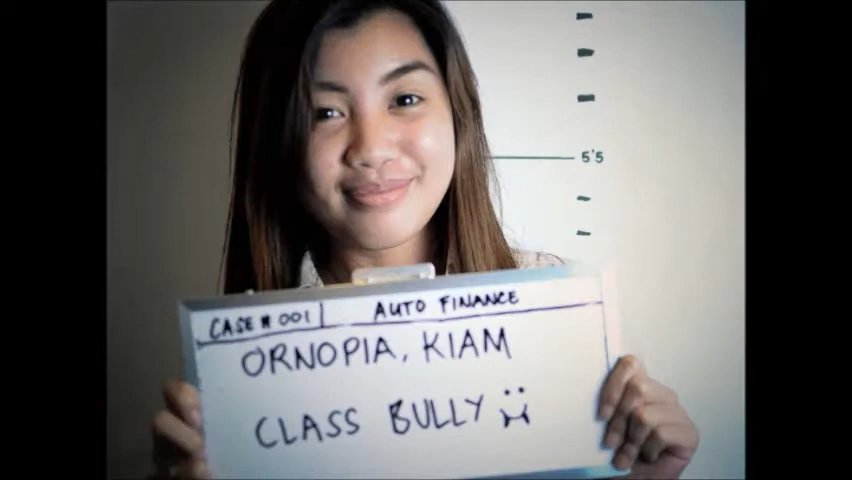 5'5
CASE # 001 | AUTO FINANCE
ORNOPIA, KIAM
CLASS BULLY